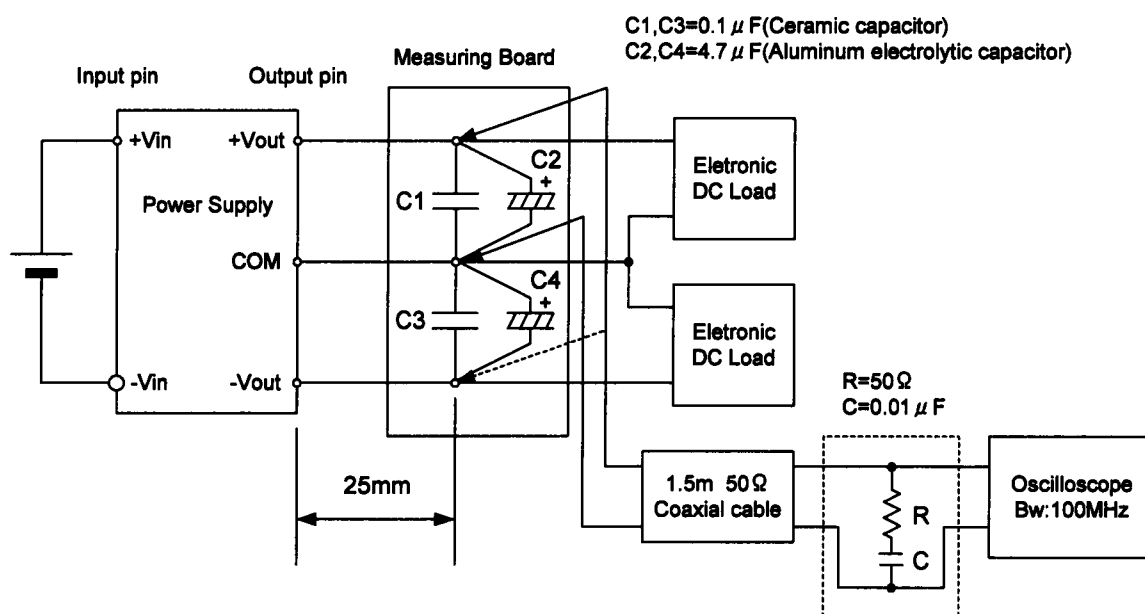 C1,C3=0.1 μ F(Ceramic capacitor)
C2,C4=4.7 μ F(Aluminum electrolytic capacitor)
Measuring Board
Input pin
Output pin
+Vin
+Vout
Power Supply
COM
-Vin
-Vout
C1
C2
+
C3
C4
+
Eletronic
DC Load
Eletronic
DC Load
25mm
R=50Ω
C=0.01 μ F
1.5m 50Ω
Coaxial cable
R
C
Oscilloscope
Bw:100MHz